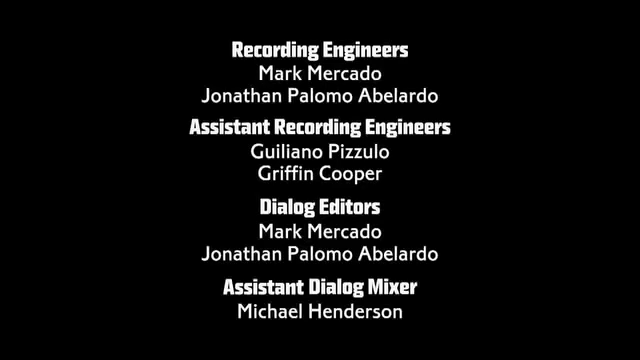 Recording Engineers
Mark Mercado
Jonathan Palomo Abelardo
Assistant Recording Engineers
Guiliano Pizzulo
Griffin Cooper
Dialog Editors
Mark Mercado
Jonathan Palomo Abelardo
Assistant Dialog Mixer
Michael Henderson